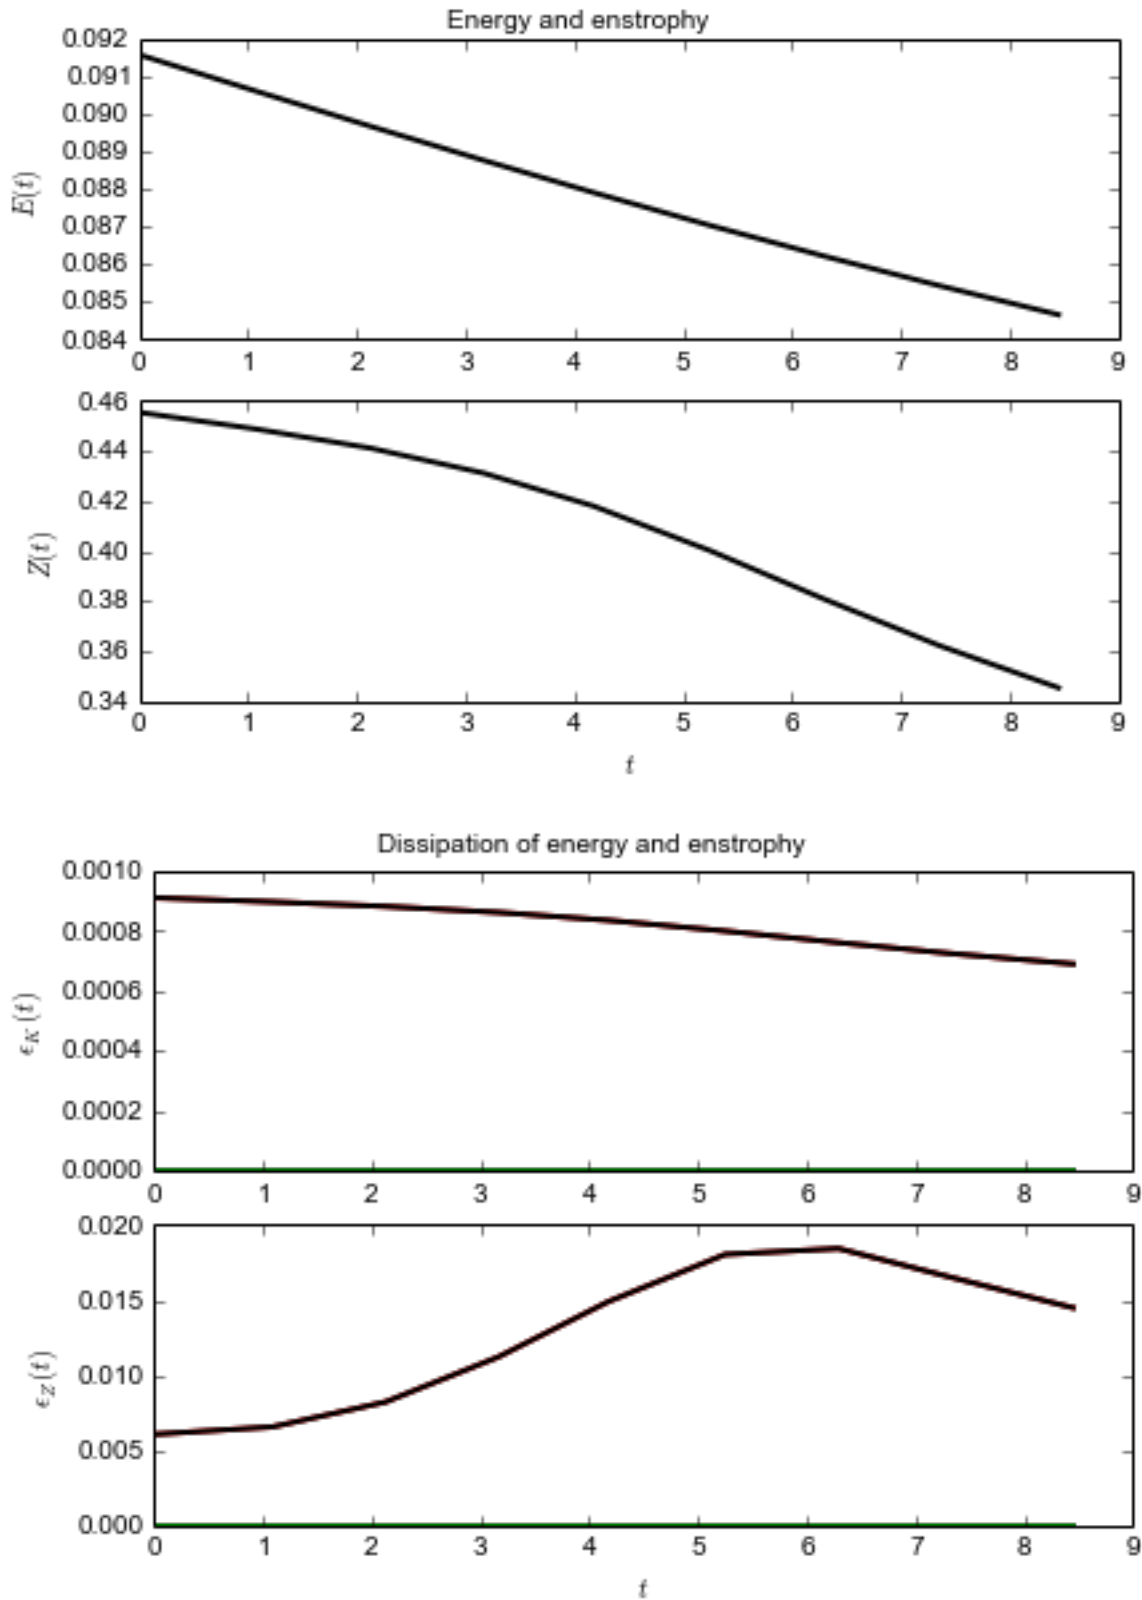 Energy and enstrophy
0.092
0.091
0.090
0.089
0.088
0.087
0.086
0.085
0.084
E(t)
0 1 2 3 4 5 6 7 8 9
0.46
0.44
0.42
0.40
0.38
0.36
0.34
Z(t)
0 1 2 3 4 5 6 7 8 9
t
Dissipation of energy and enstrophy
0.0010
0.0008
0.0006
0.0004
0.0002
0.0000
ϵ_K(t)
0 1 2 3 4 5 6 7 8 9
0.020
0.015
0.010
0.005
0.000
ϵ_Z(t)
0 1 2 3 4 5 6 7 8 9
t